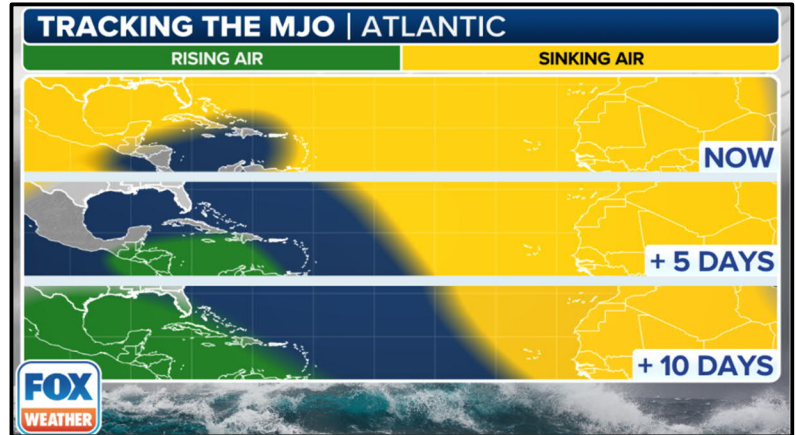 TRACKING THE MJO | ATLANTIC
RISING AIR
SINKING AIR
NOW
+ 5 DAYS
+ 10 DAYS
FOX
WEATHER